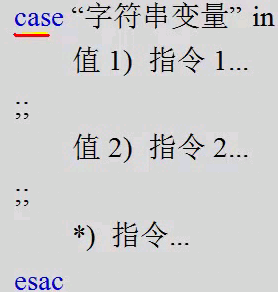 case “字符串变量” in
值 1) 指令 1...
;;
值 2) 指令 2...
;;
*) 指令...
esac